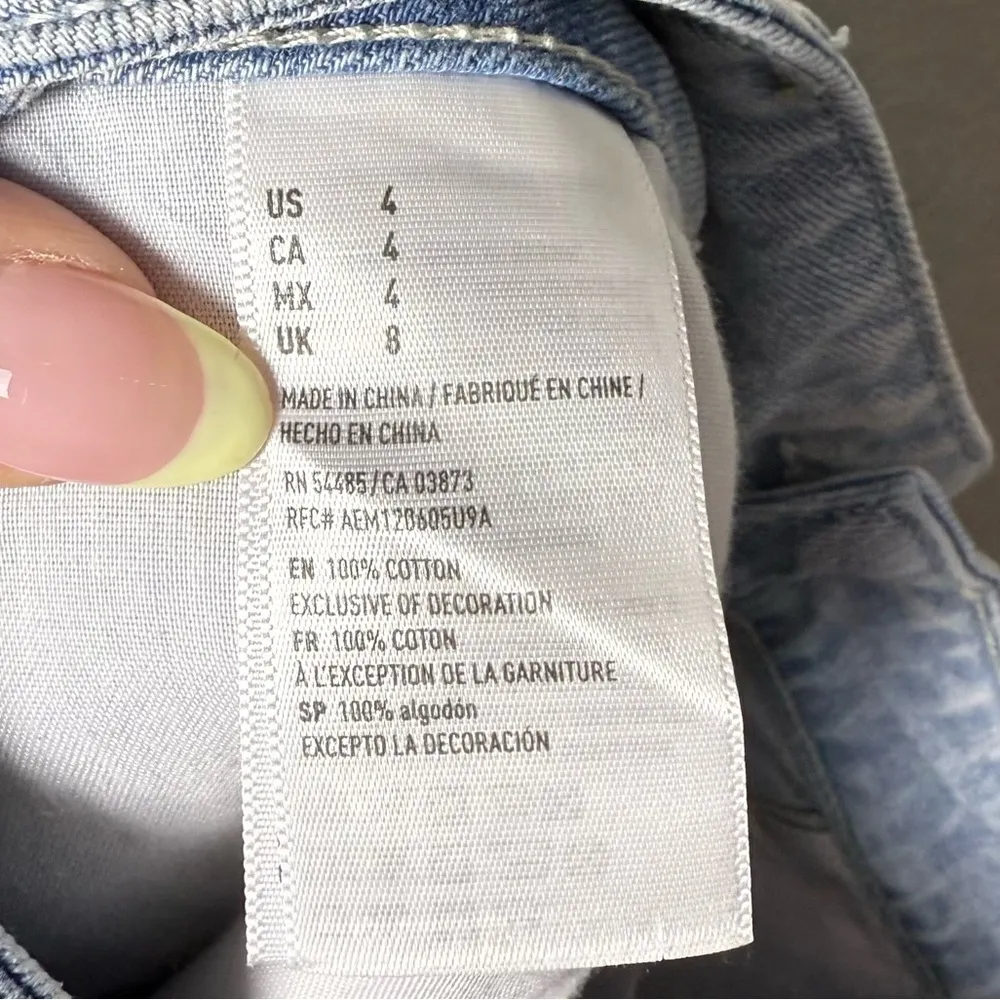 US 4
CA 4
MX 4
UK 8
MADE IN CHINA / FABRIQUÉ EN CHINE /
HECHO EN CHINA
RN 54485/CA 03873
RFC# AEM120605U9A
EN 100% COTTON
EXCLUSIVE OF DECORATION
FR 100% COTON
À L'EXCEPTION DE LA GARNITURE
SP 100% algodón
EXCEPTO LA DECORACIÓN